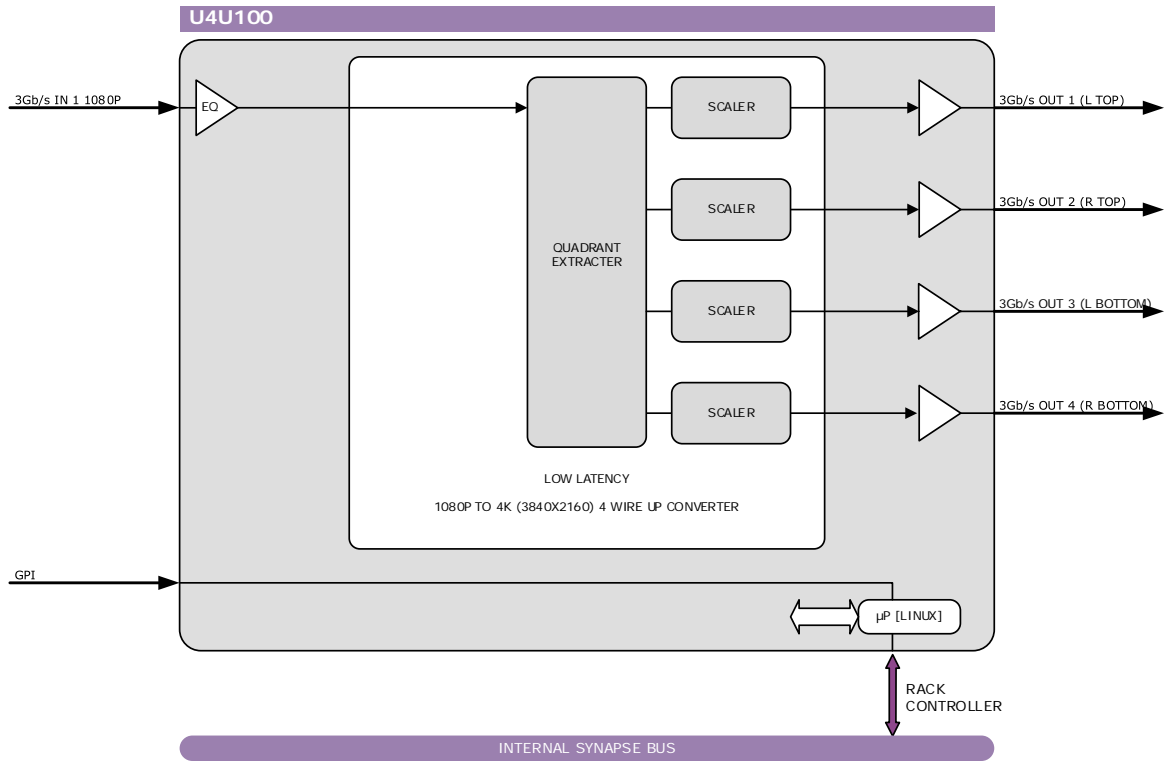 U4U100
3Gb/s IN 1 1080P
EQ
SCALER
3Gb/s OUT 1 (L TOP)
SCALER
3Gb/s OUT 2 (R TOP)
QUADRANT
EXTRACTER
SCALER
3Gb/s OUT 3 (L BOTTOM)
SCALER
3Gb/s OUT 4 (R BOTTOM)
LOW LATENCY
1080P TO 4K (3840X2160) 4 WIRE UP CONVERTER
GPI
µP [LINUX]
RACK
CONTROLLER
INTERNAL SYNAPSE BUS